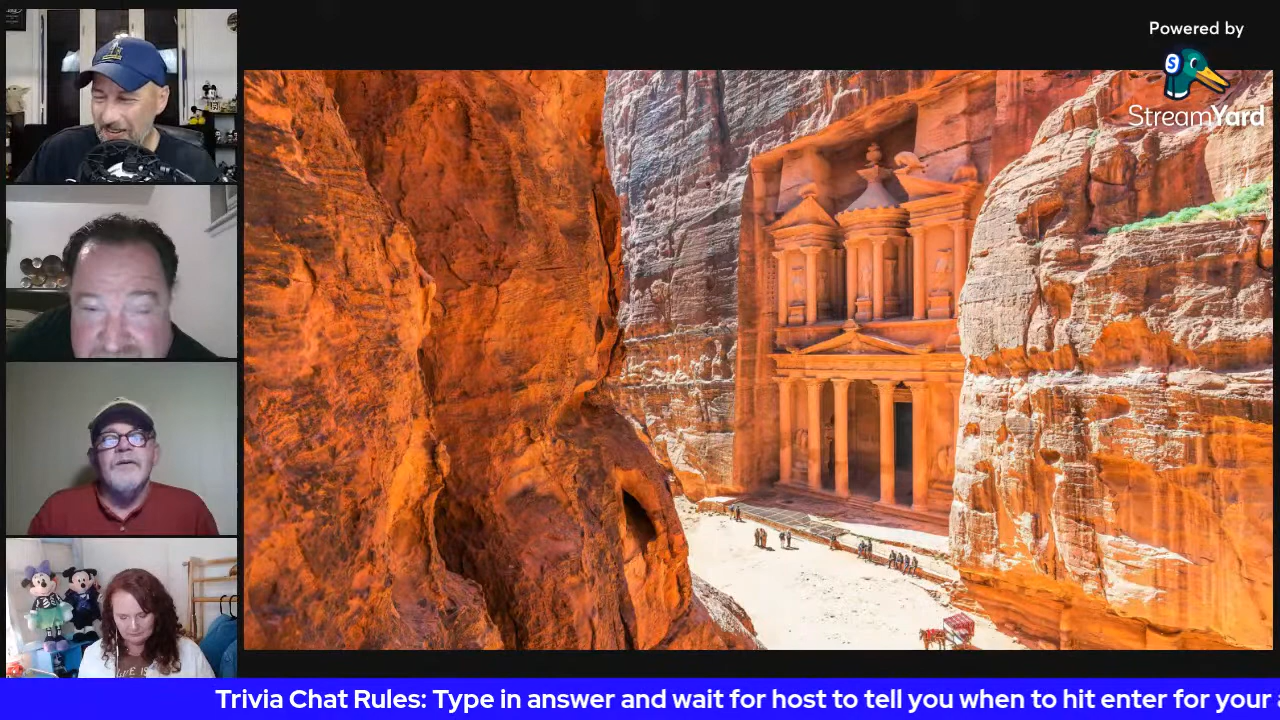 Powered by
S
StreamYard
Trivia Chat Rules: Type in answer and wait for host to tell you when to hit enter for your